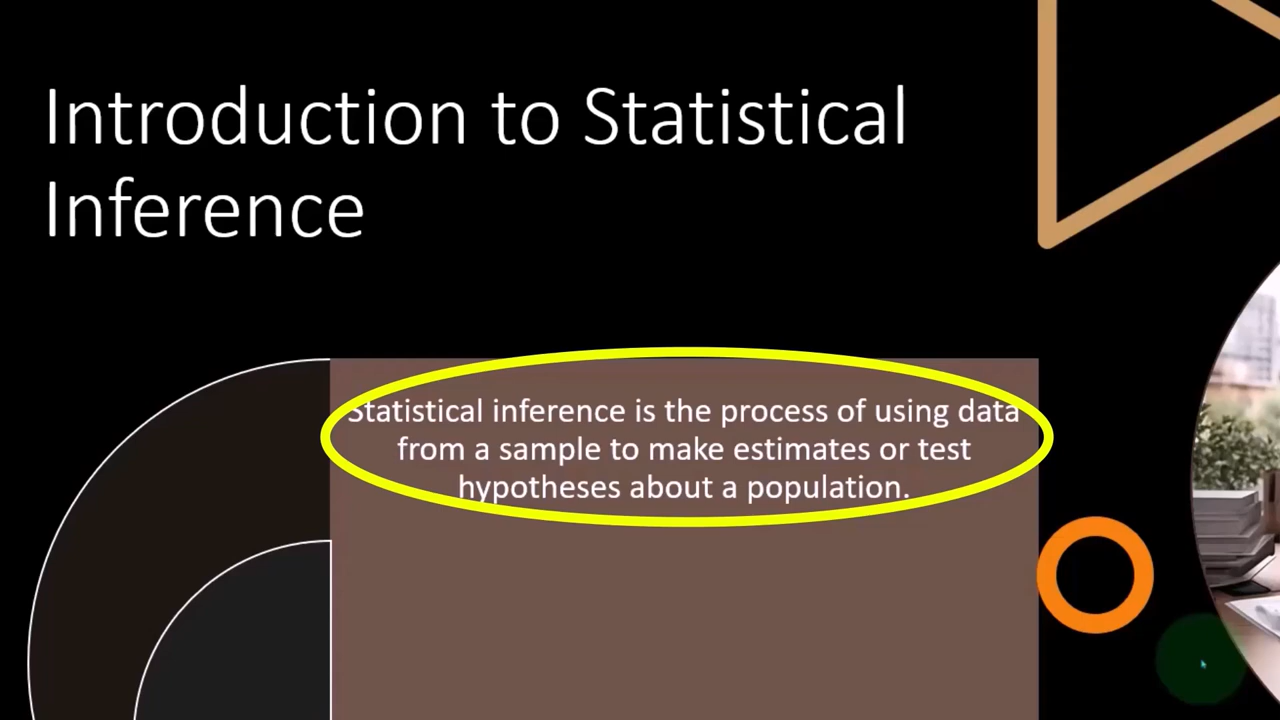 Introduction to Statistical
Inference
Statistical inference is the process of using data
from a sample to make estimates or test
hypotheses about a population.